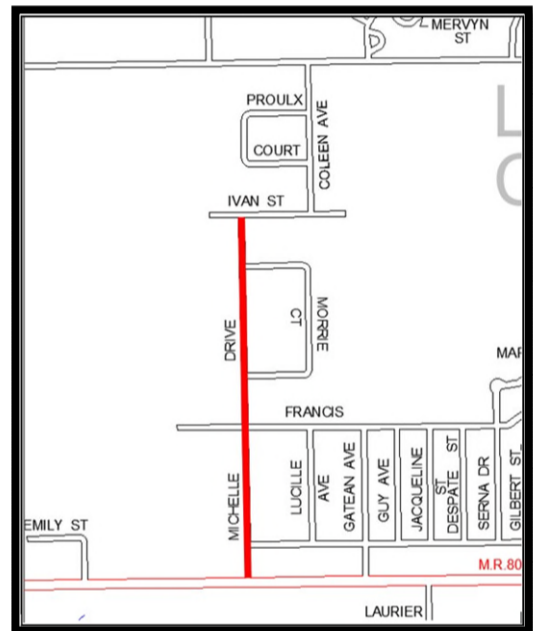 MERVYN
ST
PROULX
COURT
COLEEN AVE
IVAN ST
MORRIE
CT
DRIVE
MICHELLE
FRANCIS
LUCILLE
AVE
GATEAN AVE
GUY AVE
JACQUELINE
ST
DESPATE ST
SERNA DR
GILBERT ST
EMILY ST
M.R.80
LAURIER
L